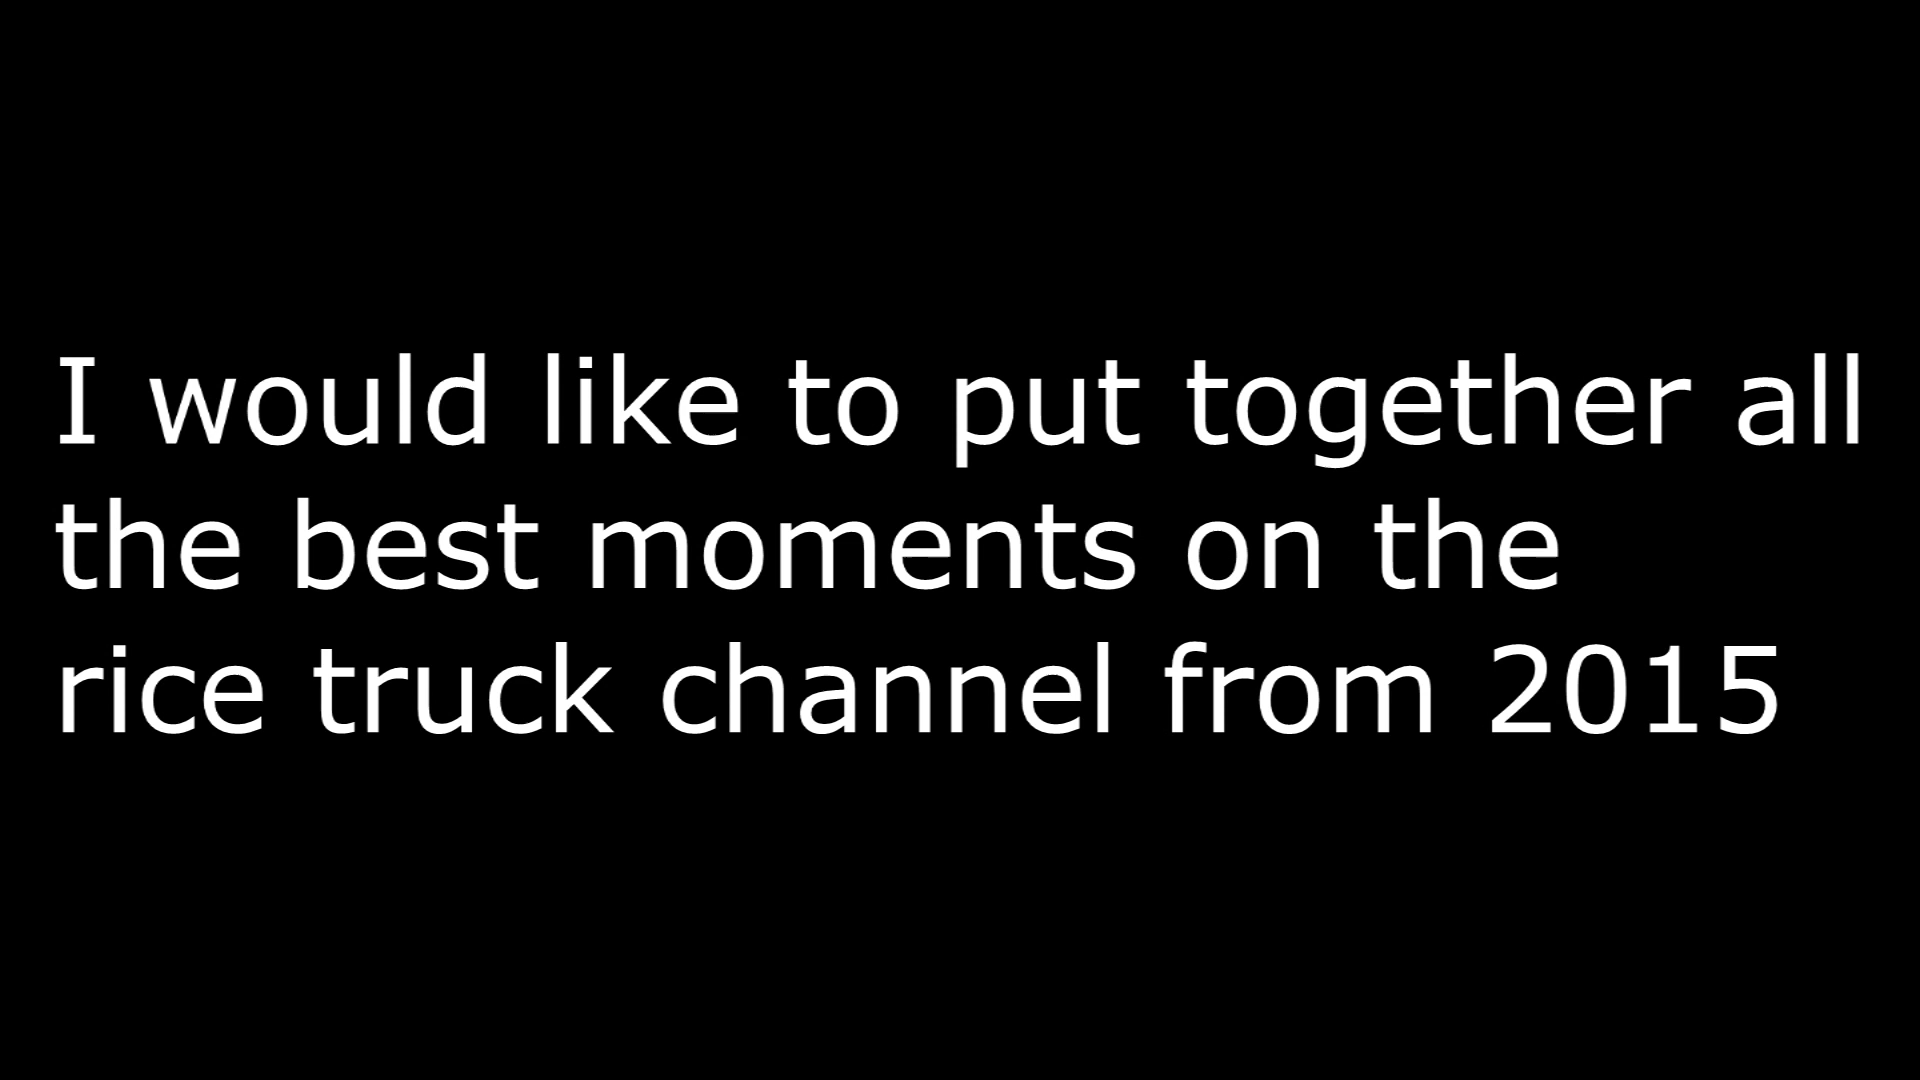 I would like to put together all
the best moments on the
rice truck channel from 2015